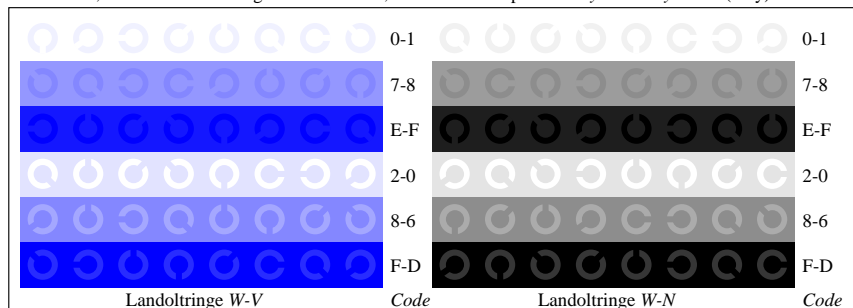 0-1 0-1
7-8 7-8
E-F E-F
2-0 2-0
8-6 8-6
F-D F-D
Landoltringe W-V Code Landoltringe W-N Code